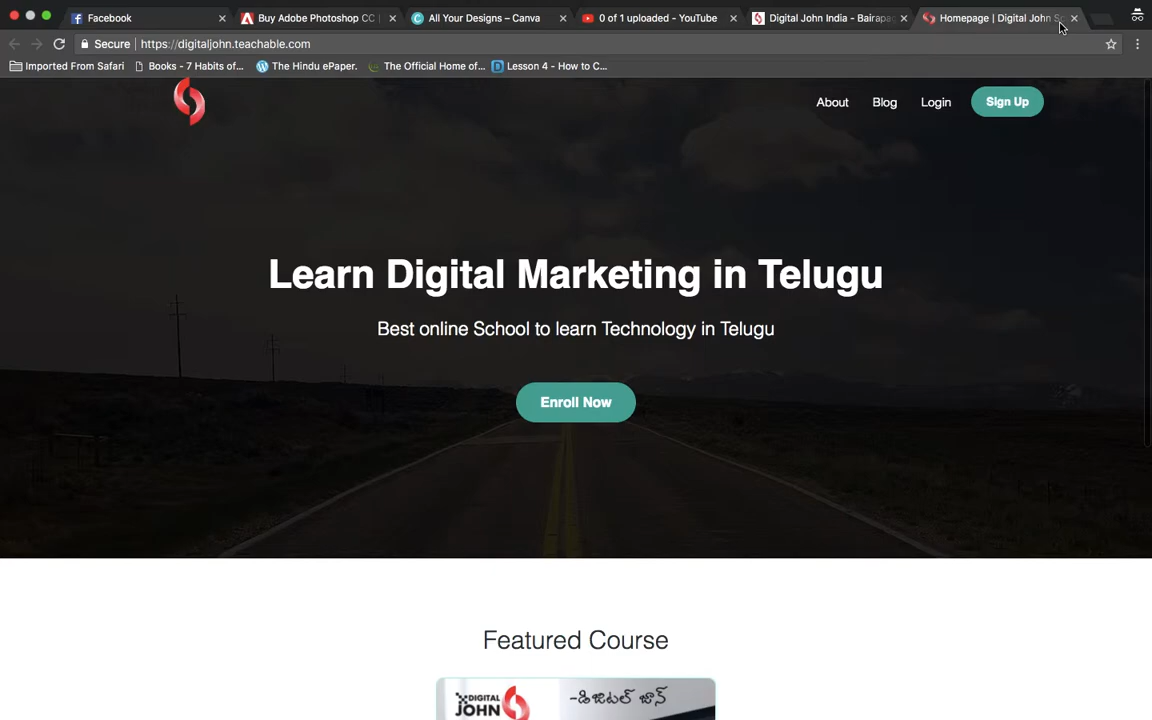 Facebook
Buy Adobe Photoshop CC |
All Your Designs – Canva
0 of 1 uploaded - YouTube
Digital John India - Bairapa
Homepage | Digital John S
Secure
https://digitaljohn.teachable.com
Imported From Safari
Books - 7 Habits of...
The Hindu ePaper.
The Official Home of...
Lesson 4 - How to C...
About
Blog
Login
Sign Up
Learn Digital Marketing in Telugu
Best online School to learn Technology in Telugu
Enroll Now
Featured Course
DIGITAL
JOHN
-డిజిటల్ జాన్